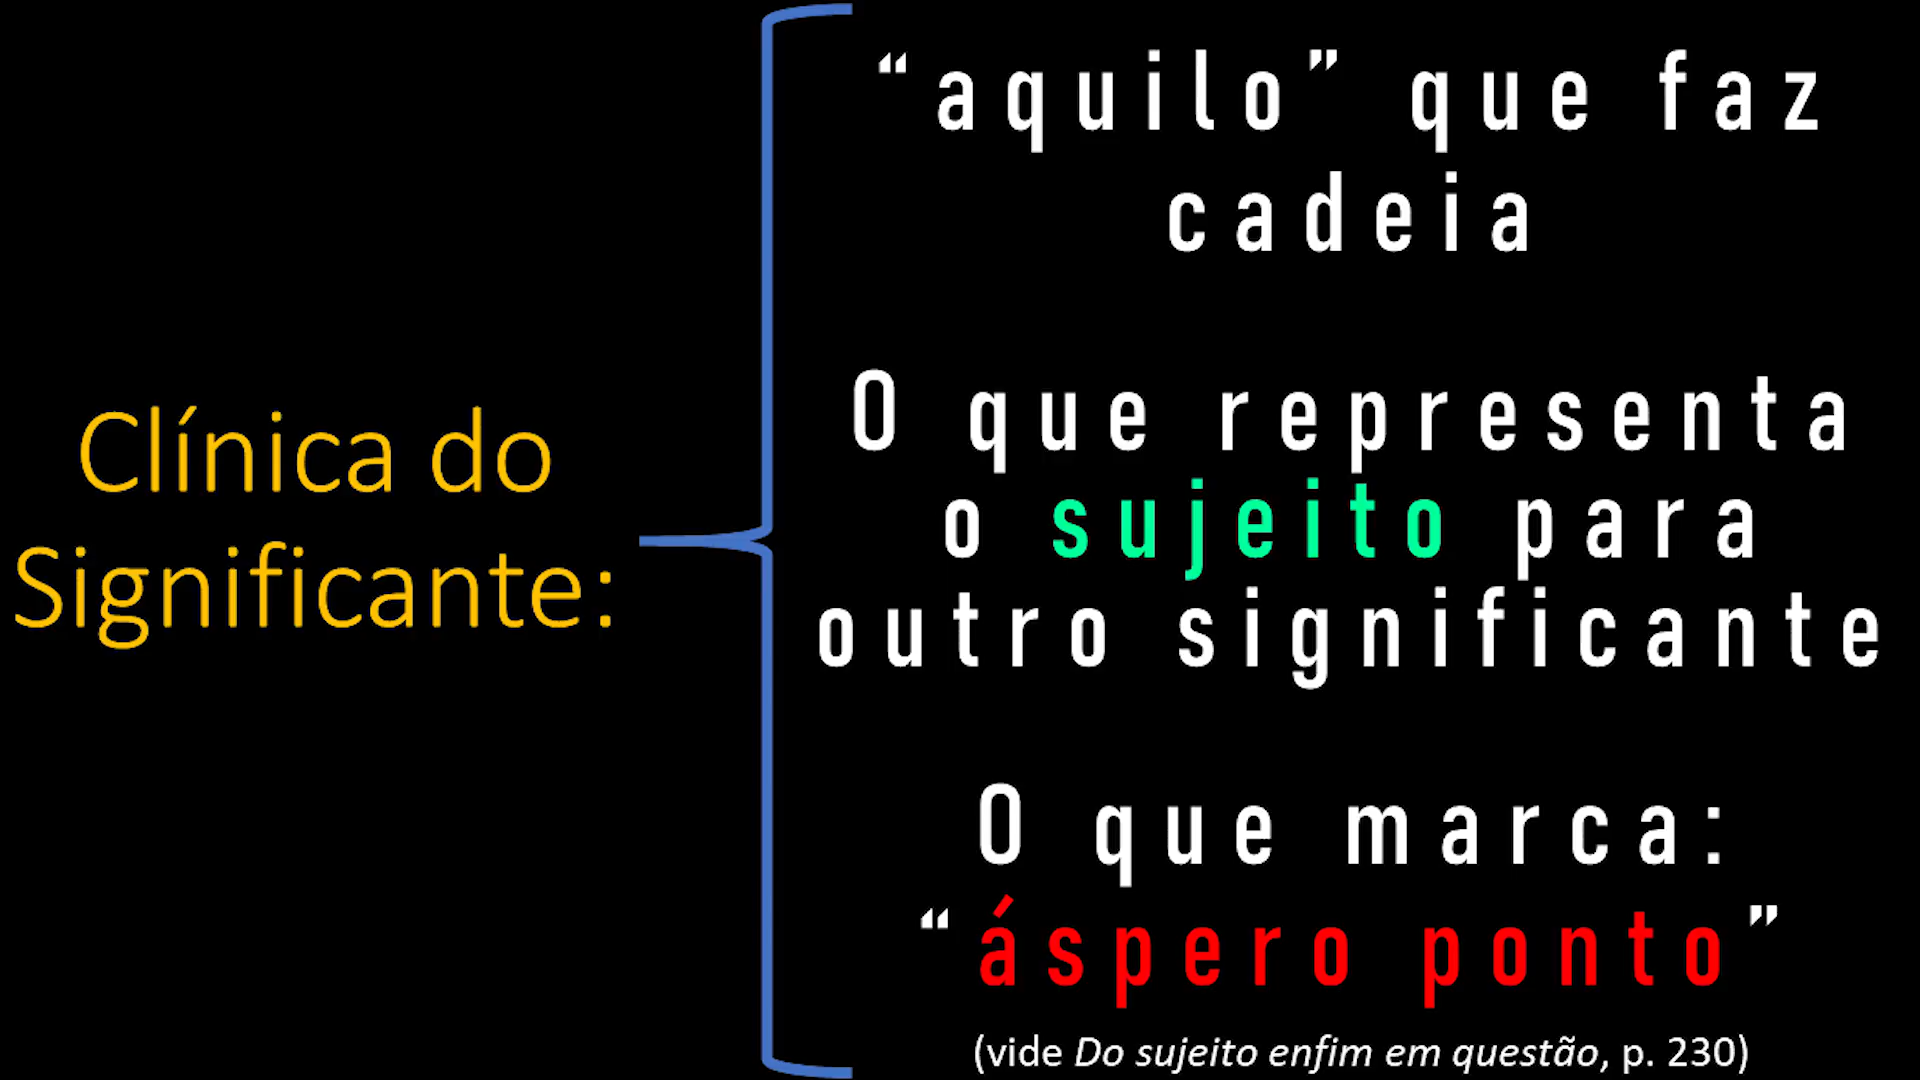 Clínica do
Significante:
“aquilo” que faz
cadeia
O que representa
o sujeito para
outro significante
O que marca:
“áspero ponto”
(vide Do sujeito enfim em questão, p. 230)